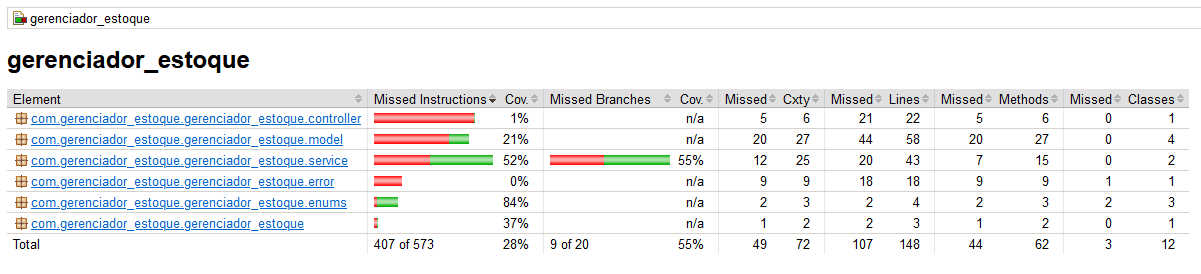 gerenciador_estoque
gerenciador_estoque
Element Missed Instructions Cov. Missed Branches Cov. Missed Cxty Missed Lines Missed Methods Missed Classes
com.gerenciador_estoque.gerenciador_estoque.controller 1% n/a 5 6 21 22 5 6 0 1
com.gerenciador_estoque.gerenciador_estoque.model 21% n/a 20 27 44 58 20 27 0 4
com.gerenciador_estoque.gerenciador_estoque.service 52% 55% 12 25 20 43 7 15 0 2
com.gerenciador_estoque.gerenciador_estoque.error 0% n/a 9 9 18 18 9 9 1 1
com.gerenciador_estoque.gerenciador_estoque.enums 84% n/a 2 3 2 4 2 3 2 3
com.gerenciador_estoque.gerenciador_estoque 37% n/a 1 2 2 3 1 2 0 1
Total 407 of 573 28% 9 of 20 55% 49 72 107 148 44 62 3 12